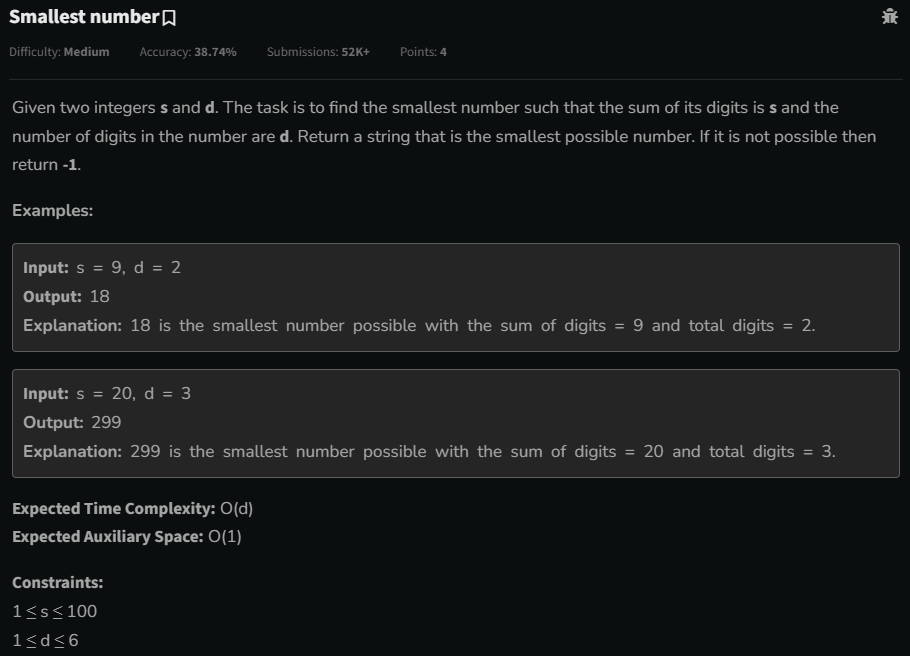 Smallest number
Difficulty: Medium Accuracy: 38.74% Submissions: 52K+ Points: 4
Given two integers s and d. The task is to find the smallest number such that the sum of its digits is s and the
number of digits in the number are d. Return a string that is the smallest possible number. If it is not possible then
return -1.
Examples:
Input: s = 9, d = 2
Output: 18
Explanation: 18 is the smallest number possible with the sum of digits = 9 and total digits = 2.
Input: s = 20, d = 3
Output: 299
Explanation: 299 is the smallest number possible with the sum of digits = 20 and total digits = 3.
Expected Time Complexity: O(d)
Expected Auxiliary Space: O(1)
Constraints:
1 ≤ s ≤ 100
1 ≤ d ≤ 6